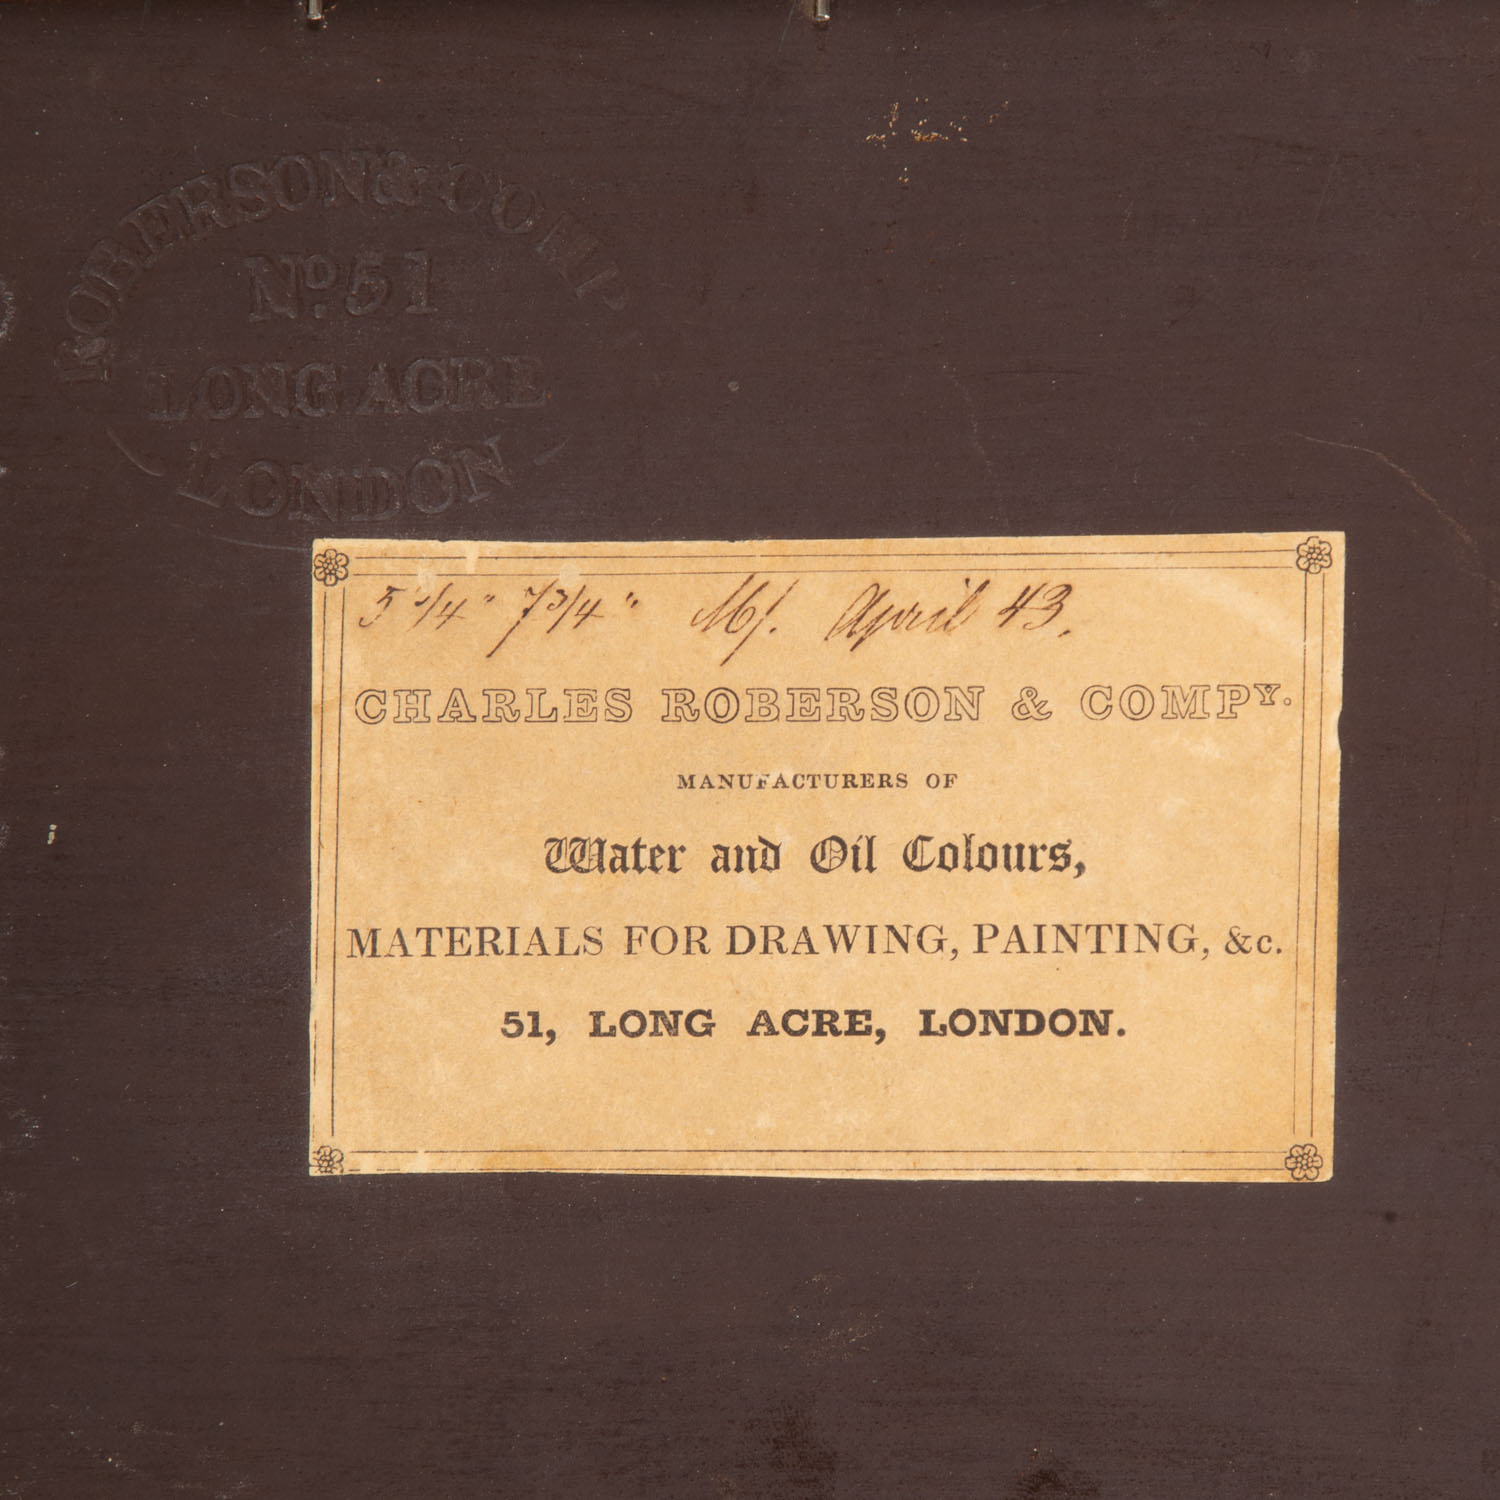 ROBERSON & COMP
No. 51
LONG ACRE
LONDON
5 3/4" 7 3/4" April 43.
CHARLES ROBERSON & COMPY.
MANUFACTURERS OF
Water and Oil Colours,
MATERIALS FOR DRAWING, PAINTING, &c.
51, LONG ACRE, LONDON.